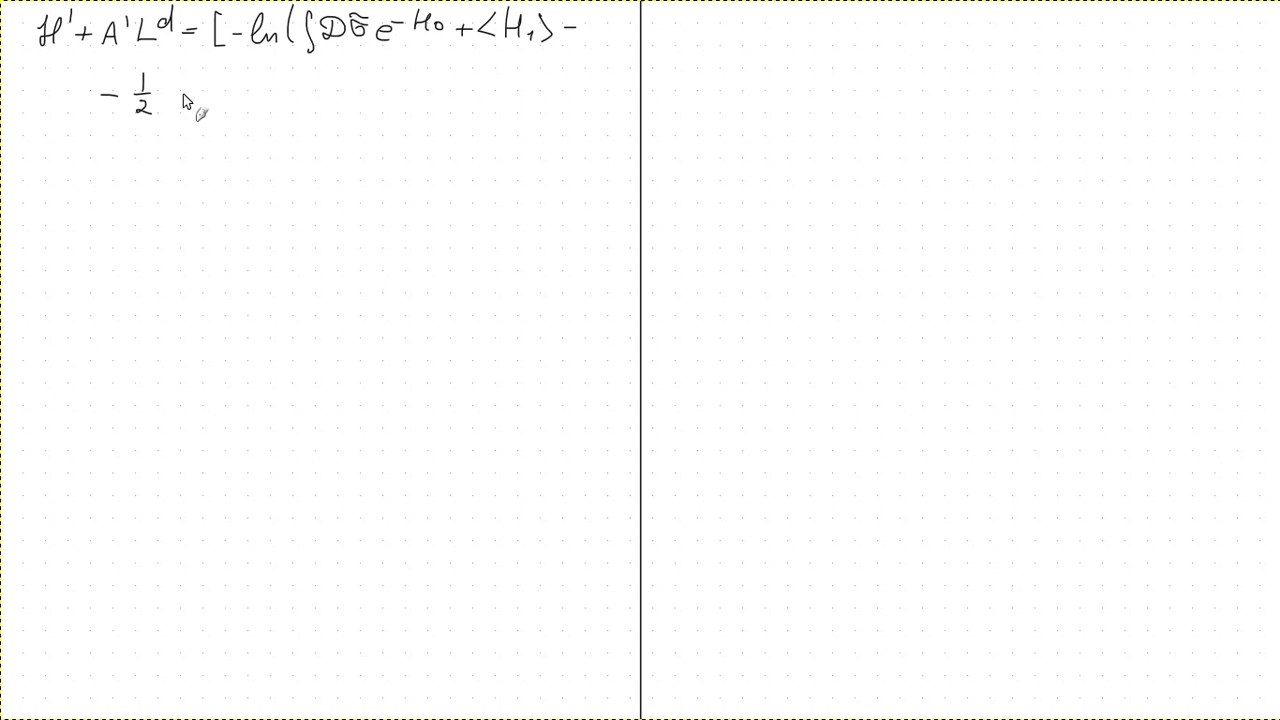 H' + A'L^d = [-ln(∫Dσ̃ e^{-H₀} + <H₁> -
- 1/2